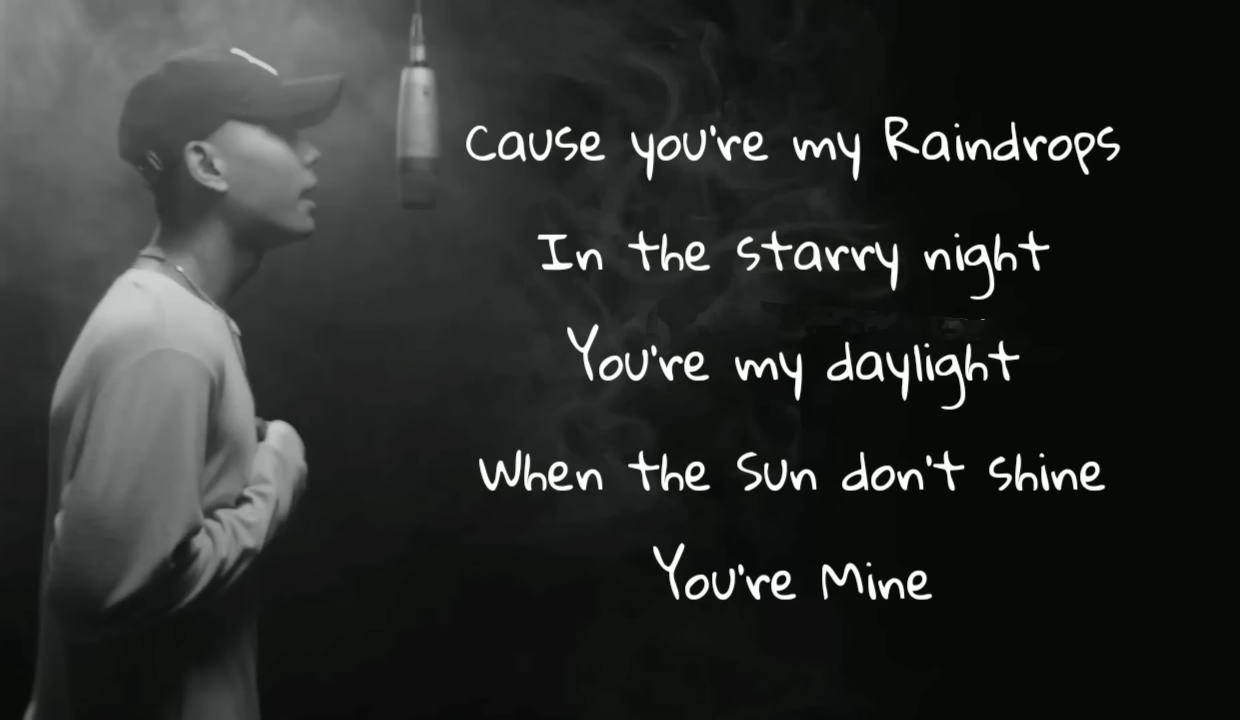 Cause you're my Raindrops
In the starry night
You're my daylight
When the Sun don't shine
You're Mine